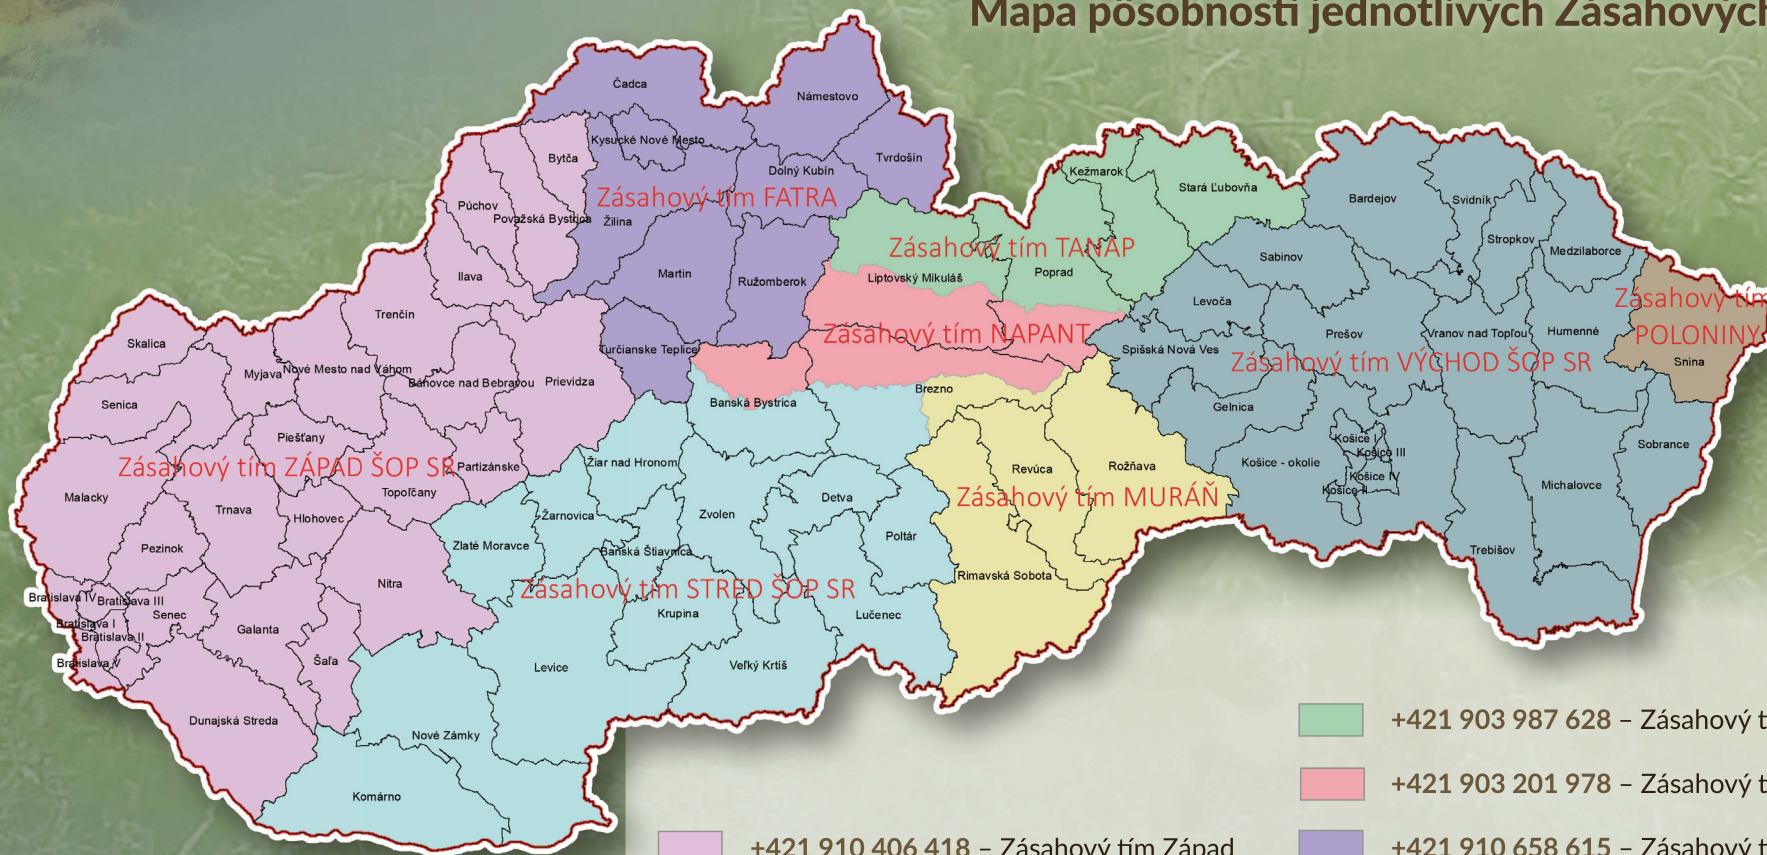 Mapa pôsobnosti jednotlivých Zásahových
Čadca
Námestovo
Kysucké Nové Mesto
Bytča
Tvrdošín
Dolný Kubín
Kežmarok
Stará Ľubovňa
Zásahový tím FATRA
Púchov
Považská Bystrica
Žilina
Bardejov
Svidník
Stropkov
Medzilaborce
Zásahový tím TANAP
Sabinov
Ilava
Martin
Ružomberok
Liptovský Mikuláš
Poprad
Zásahový tím
POLONINY
Snina
Trenčín
Levoča
Zásahový tím NAPANT
Prešov
Vranov nad Topľou
Humenné
Skalica
Turčianske Teplice
Spišská Nová Ves
Zásahový tím VÝCHOD ŠOP SR
Myjava
Nové Mesto nad Váhom
Bánovce nad Bebravou
Prievidza
Brezno
Senica
Banská Bystrica
Gelnica
Piešťany
Košice I
Sobrance
Zásahový tím ZÁPAD ŠOP SR
Partizánske
Žiar nad Hronom
Revúca
Rožňava
Košice - okolie
Košice III
Košice IV
Košice II
Malacky
Topoľčany
Detva
Zásahový tím MURÁŇ
Michalovce
Trnava
Hlohovec
Žarnovica
Zvolen
Poltár
Pezinok
Zlaté Moravce
Banská Štiavnica
Trebišov
Nitra
Zásahový tím STRED ŠOP SR
Rimavská Sobota
Bratislava IV
Bratislava III
Senec
Bratislava I
Bratislava II
Galanta
Krupina
Lučenec
Bratislava V
Šaľa
Levice
Veľký Krtíš
Dunajská Streda
Nové Zámky
Komárno
+421 903 987 628 – Zásahový t
+421 903 201 978 – Zásahový t
+421 910 406 418 – Zásahový tím Západ
+421 910 658 615 – Zásahový t